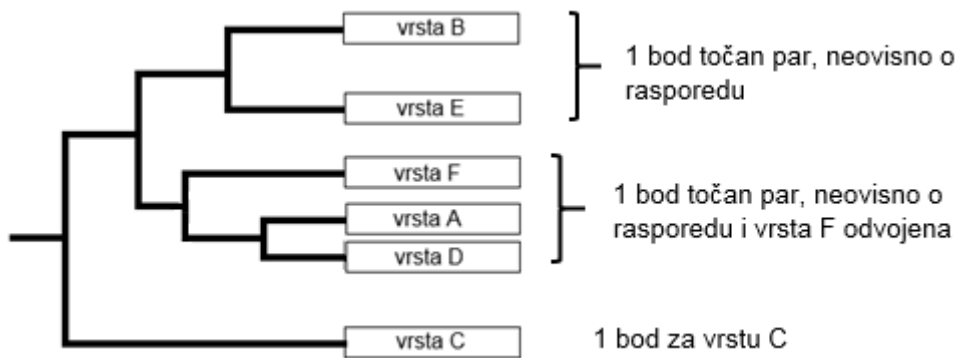 vrsta B
1 bod točan par, neovisno o
rasporedu
vrsta E
vrsta F
1 bod točan par, neovisno o
rasporedu i vrsta F odvojena
vrsta A
vrsta D
vrsta C
1 bod za vrstu C